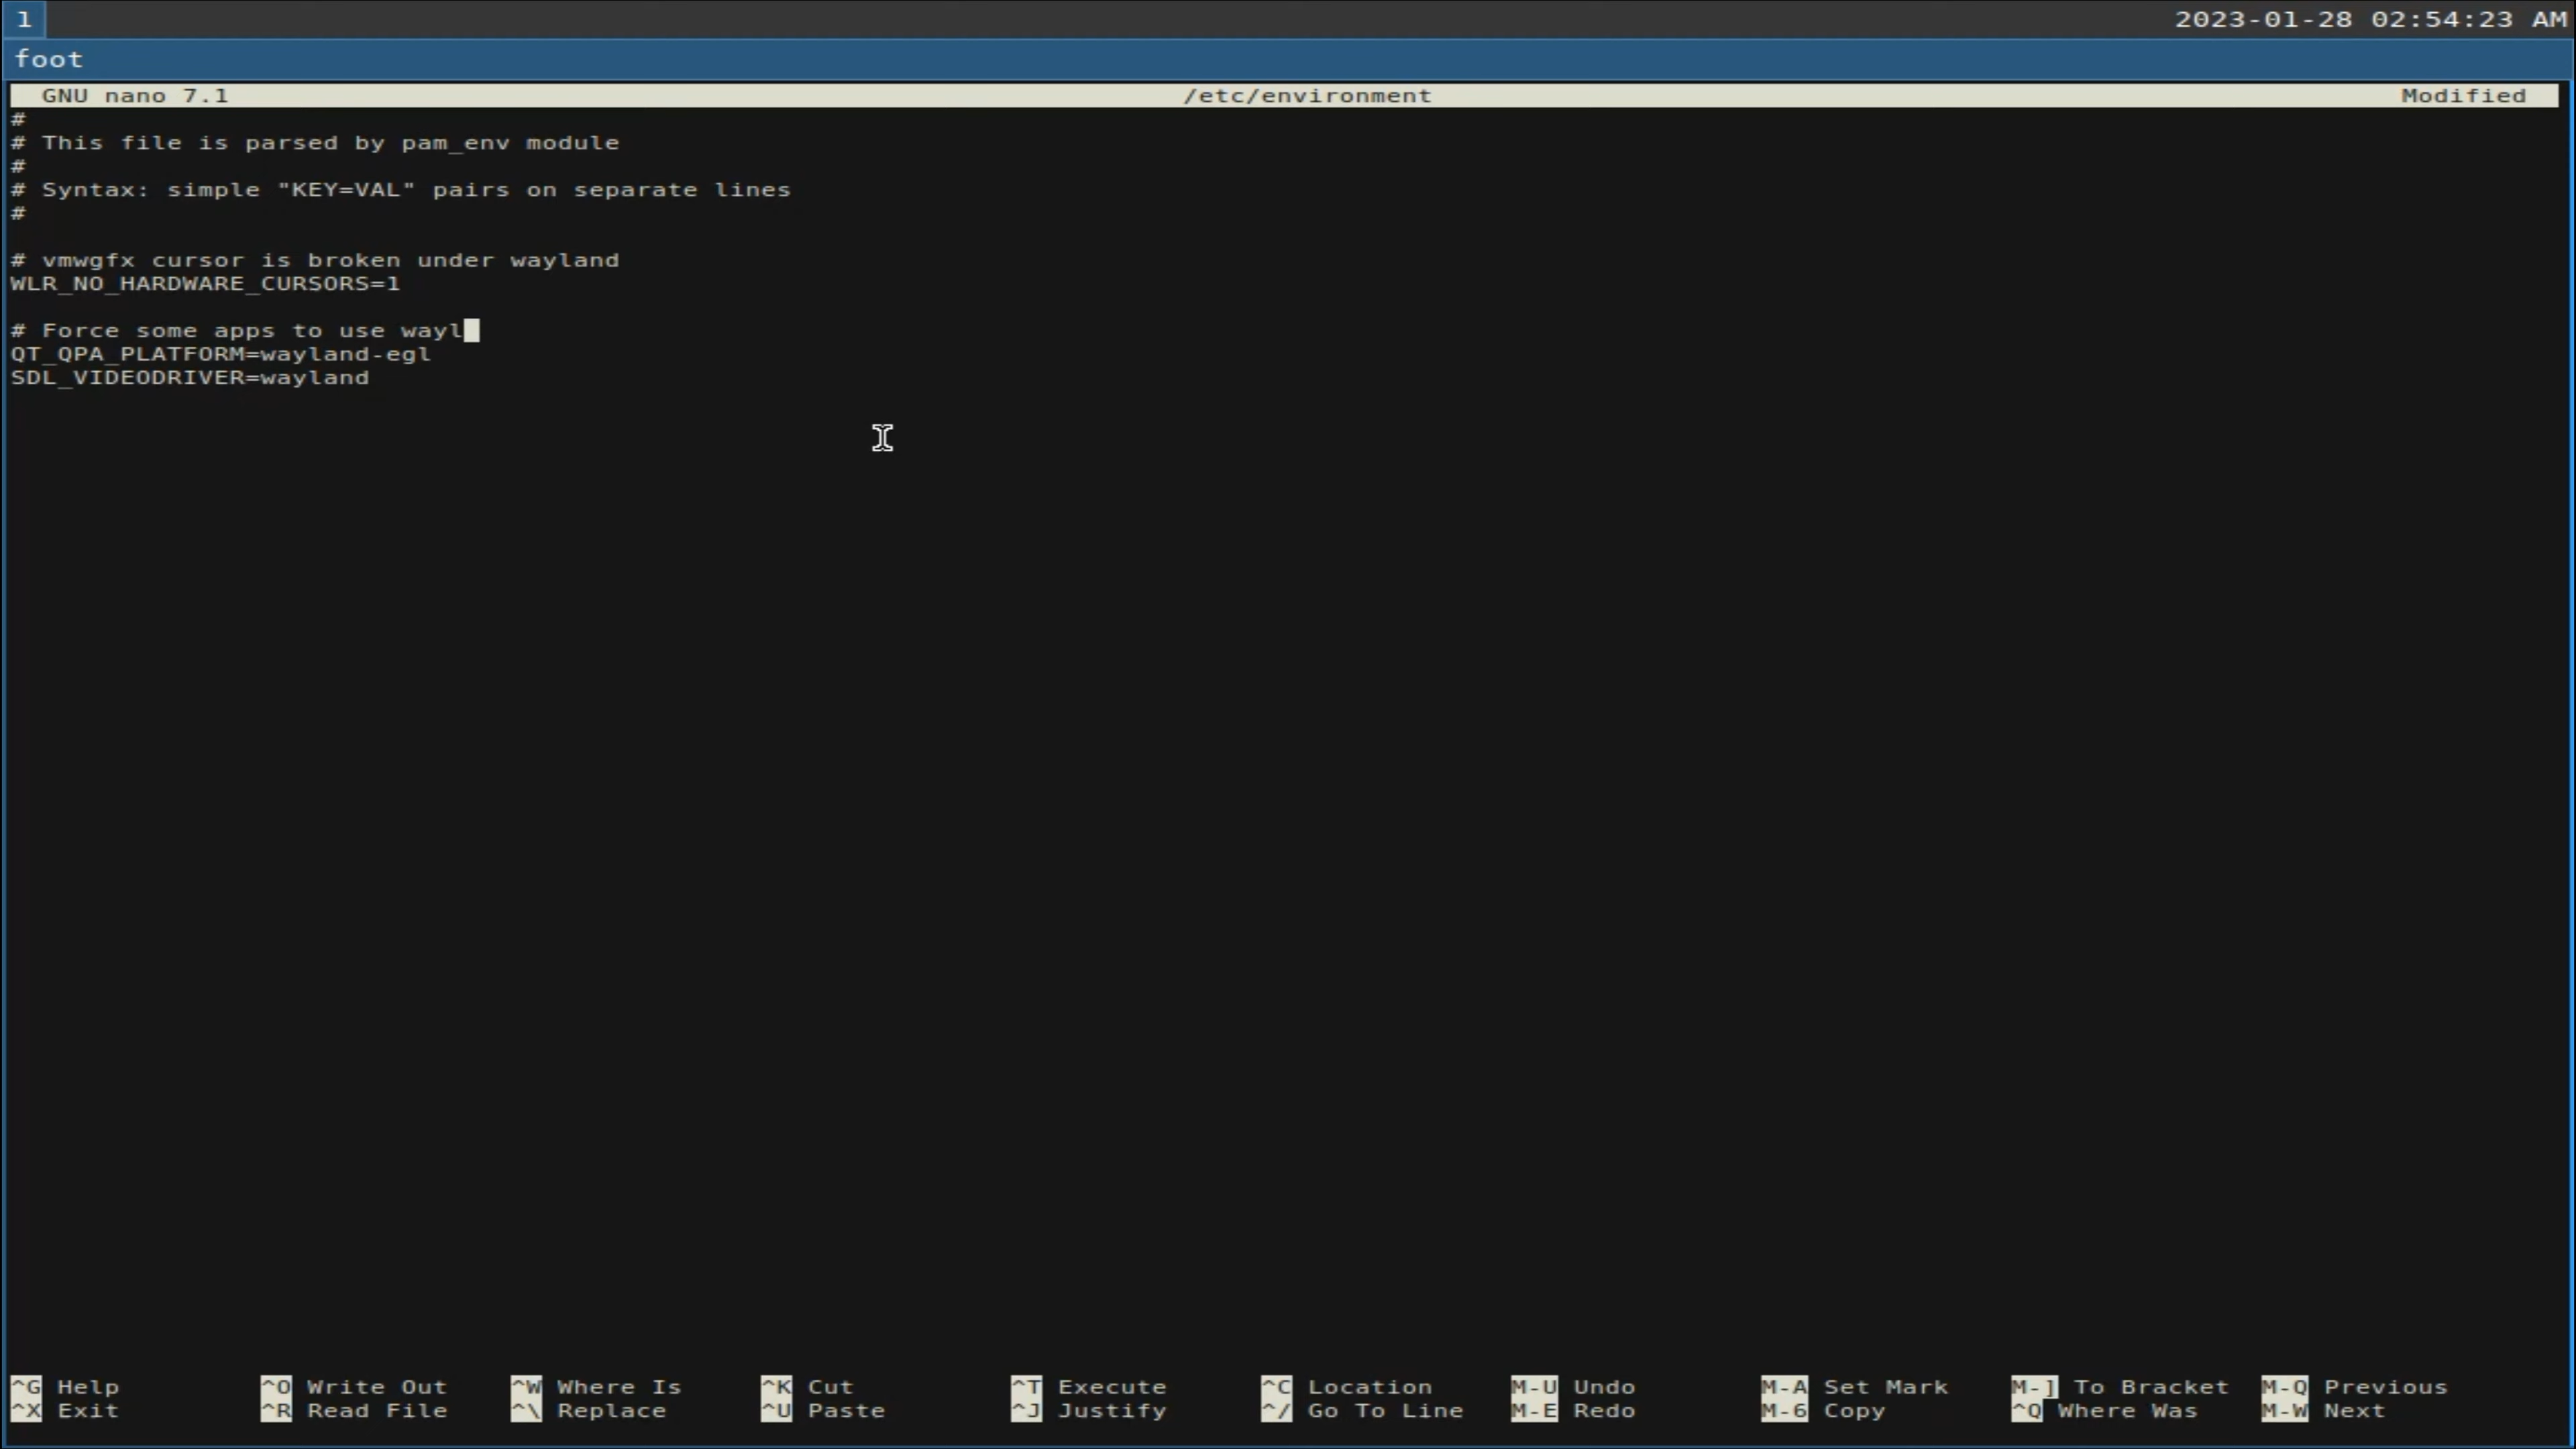 1 2023-01-28 02:54:23 AM
foot
GNU nano 7.1 /etc/environment Modified
#
# This file is parsed by pam_env module
#
# Syntax: simple "KEY=VAL" pairs on separate lines
#
# vmwgfx cursor is broken under wayland
WLR_NO_HARDWARE_CURSORS=1
# Force some apps to use wayl
QT_QPA_PLATFORM=wayland-egl
SDL_VIDEODRIVER=wayland
^G Help ^O Write Out ^W Where Is ^K Cut ^T Execute ^C Location M-U Undo M-A Set Mark M-] To Bracket M-Q Previous
^X Exit ^R Read File ^\ Replace ^U Paste ^J Justify ^/ Go To Line M-E Redo M-6 Copy ^Q Where Was M-W Next